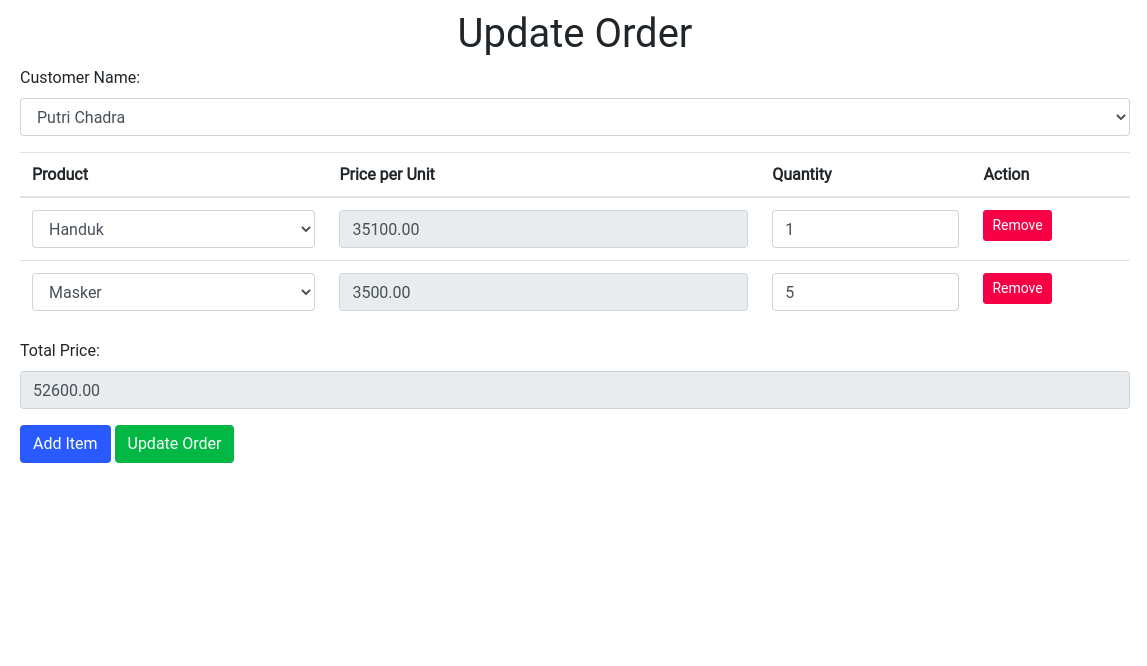 Update Order
Customer Name:
Putri Chadra
Product Price per Unit Quantity Action
Handuk 35100.00 1 Remove
Masker 3500.00 5 Remove
Total Price:
52600.00
Add Item Update Order